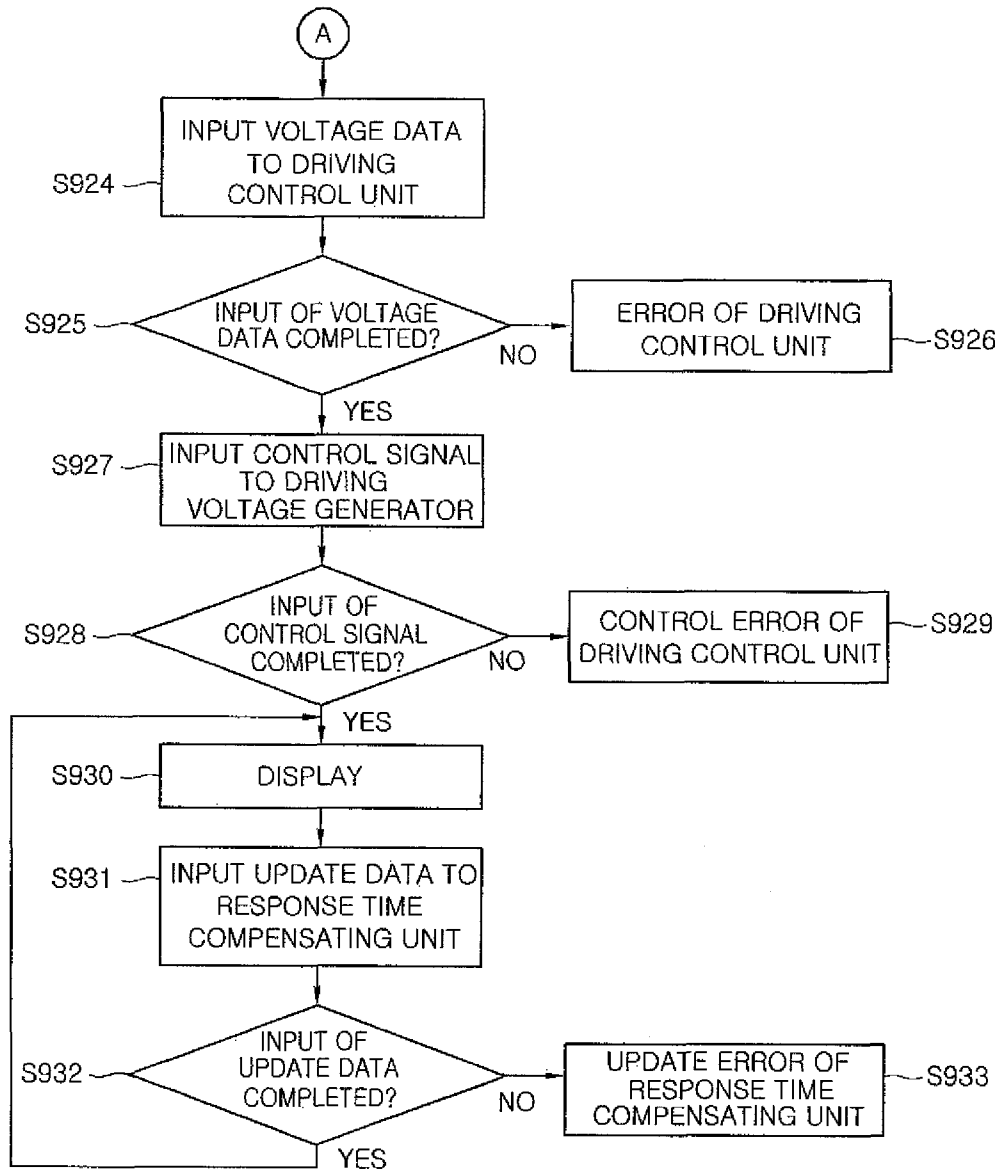 A
INPUT VOLTAGE DATA
TO DRIVING
CONTROL UNIT
S924
INPUT OF VOLTAGE
DATA COMPLETED?
S925
NO
ERROR OF DRIVING
CONTROL UNIT
S926
YES
INPUT CONTROL SIGNAL
TO DRIVING
VOLTAGE GENERATOR
S927
INPUT OF
CONTROL SIGNAL
COMPLETED?
S928
NO
CONTROL ERROR OF
DRIVING CONTROL UNIT
S929
YES
DISPLAY
S930
INPUT UPDATE DATA TO
RESPONSE TIME
COMPENSATING UNIT
S931
INPUT OF
UPDATE DATA
COMPLETED?
S932
NO
UPDATE ERROR OF
RESPONSE TIME
COMPENSATING UNIT
S933
YES